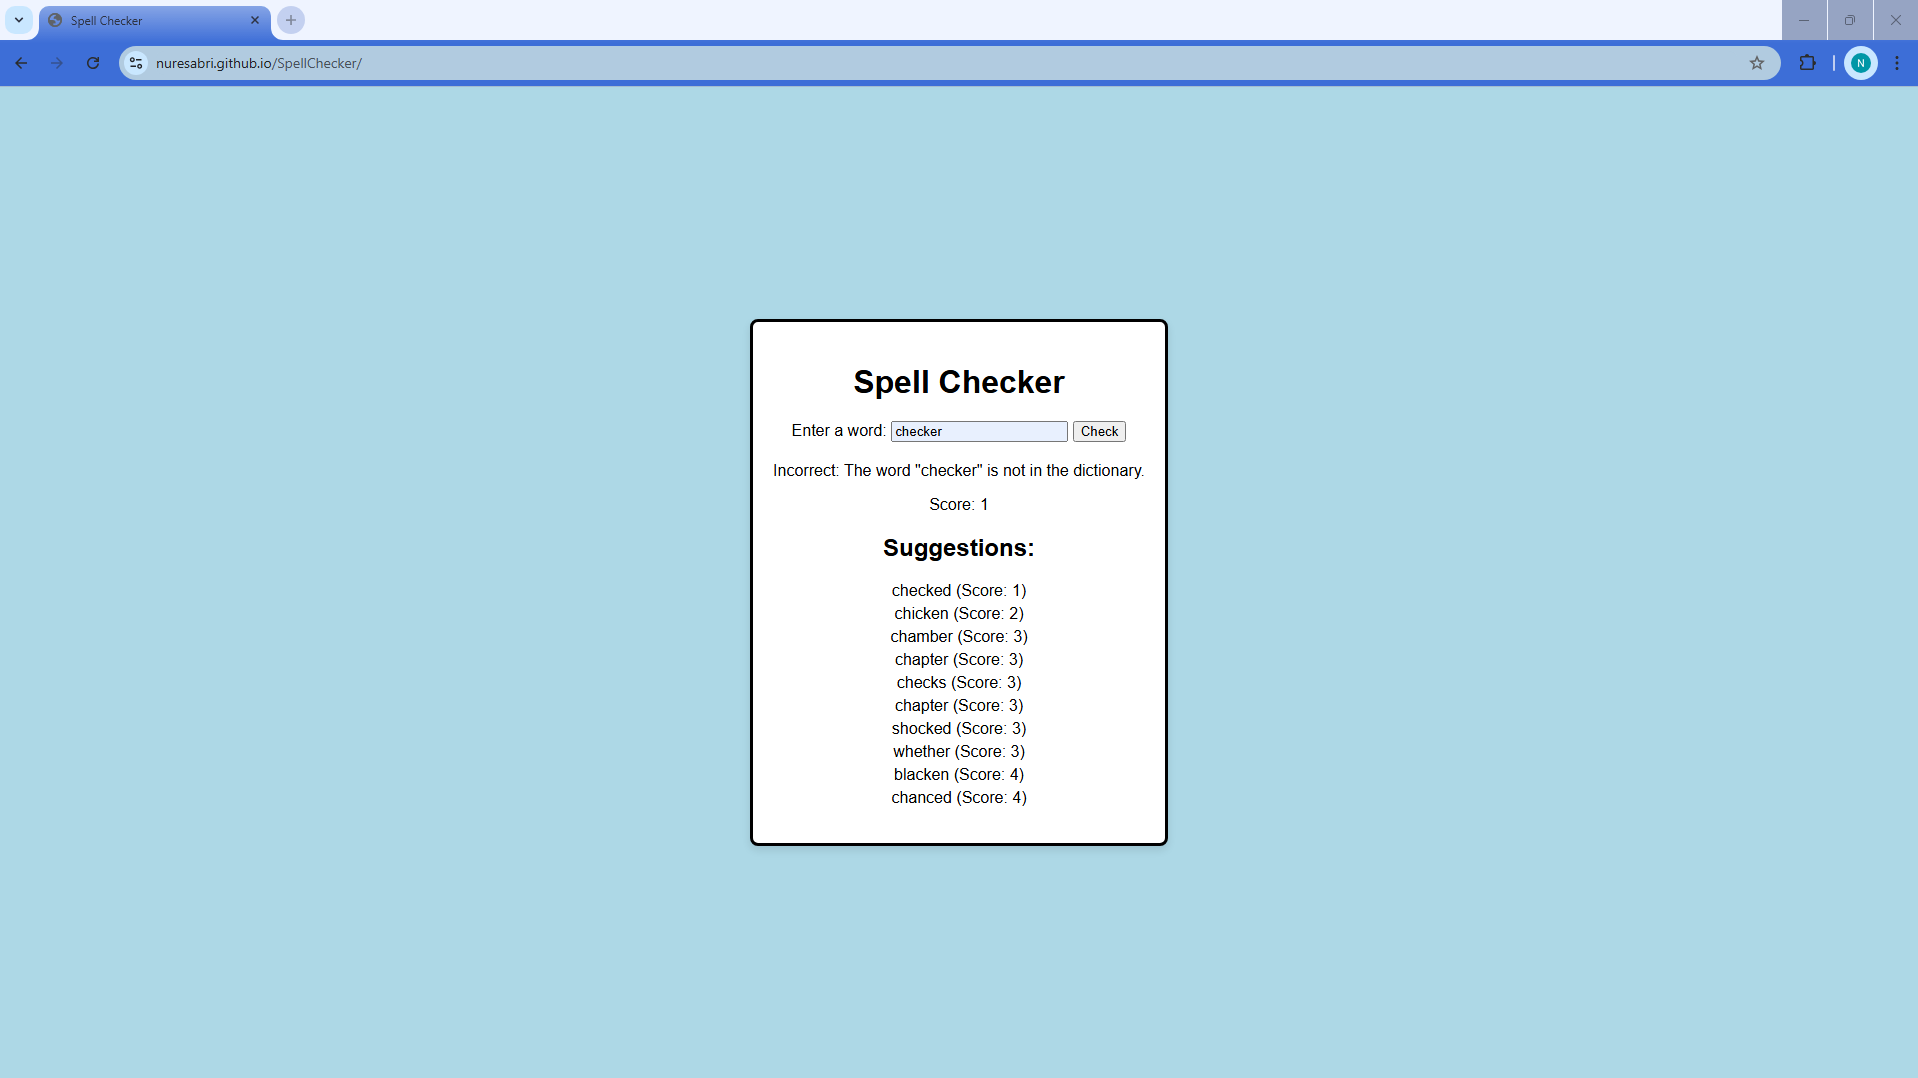 Spell Checker
nuresabri.github.io/SpellChecker/
N
Spell Checker
Enter a word: checker Check
Incorrect: The word "checker" is not in the dictionary.
Score: 1
Suggestions:
checked (Score: 1)
chicken (Score: 2)
chamber (Score: 3)
chapter (Score: 3)
checks (Score: 3)
chapter (Score: 3)
shocked (Score: 3)
whether (Score: 3)
blacken (Score: 4)
chanced (Score: 4)